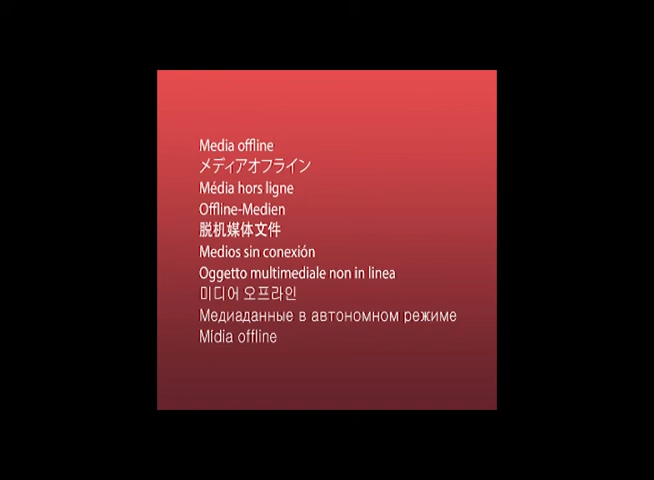 Media offline
メディアオフライン
Média hors ligne
Offline-Medien
脱机媒体文件
Medios sin conexión
Oggetto multimediale non in linea
미디어 오프라인
Медиаданные в автономном режиме
Mídia offline